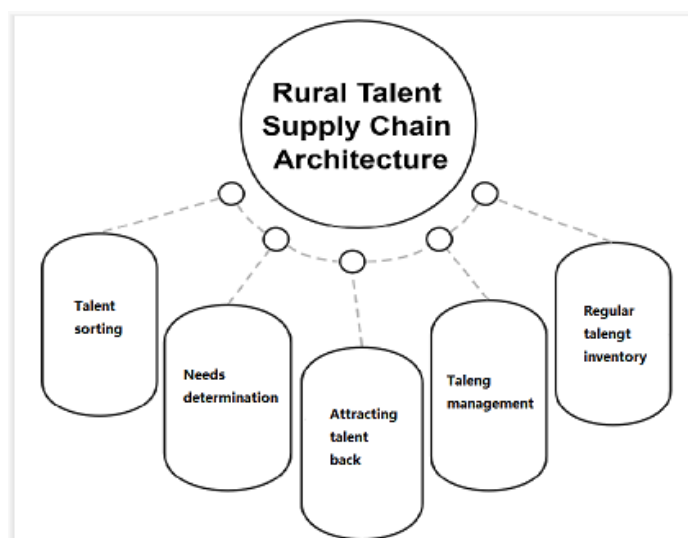 Rural Talent
Supply Chain
Architecture
Talent
sorting
Needs
determination
Attracting
talent
back
Taleng
management
Regular
talengt
inventory